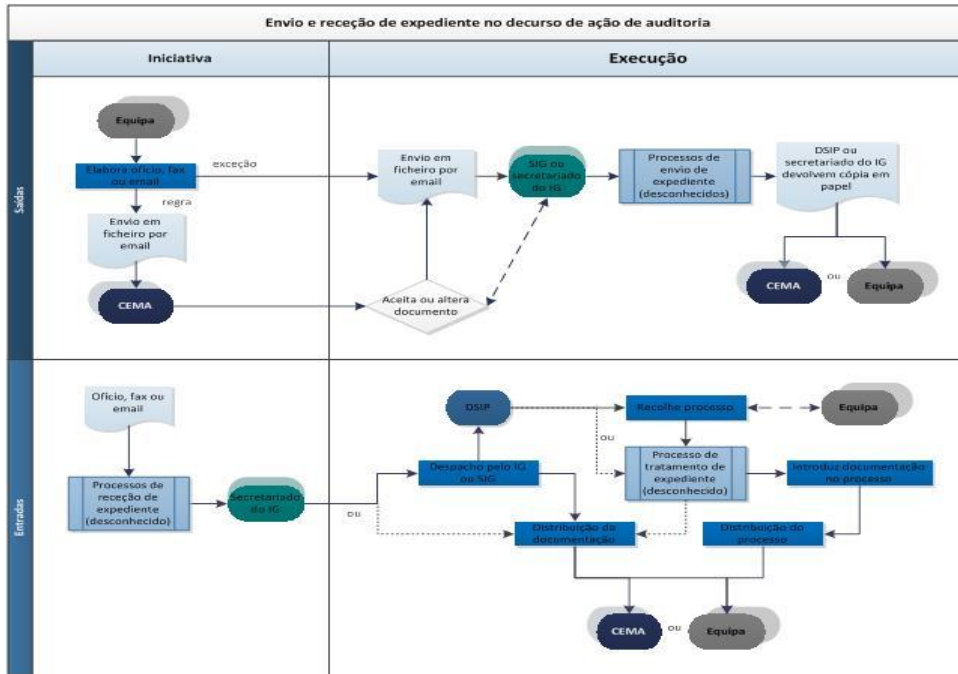 Envio e receção de expediente no decurso de ação de auditoria
Iniciativa
Execução
Saídas
Equipa
Elabora ofício, fax
ou email
exceção
regra
Envio em
ficheiro por
email
CEMA
Envio em
ficheiro por
email
SIG ou
secretariado
do IG
Processos de
envio de
expediente
(desconhecidos)
DSIP ou
secretariado do IG
devolvem cópia em
papel
Aceita ou altera
documento
CEMA
ou
Equipa
Entradas
Ofício, fax ou
email
Processos de
receção de
expediente
(desconhecido)
Secretariado
do IG
ou
DSIP
Despacho pelo IG
ou SIG
ou
Recolhe processo
Equipa
Processo de
tratamento de
expediente
(desconhecido)
Introduz documentação
no processo
Distribuição da
documentação
Distribuição do
processo
CEMA
ou
Equipa